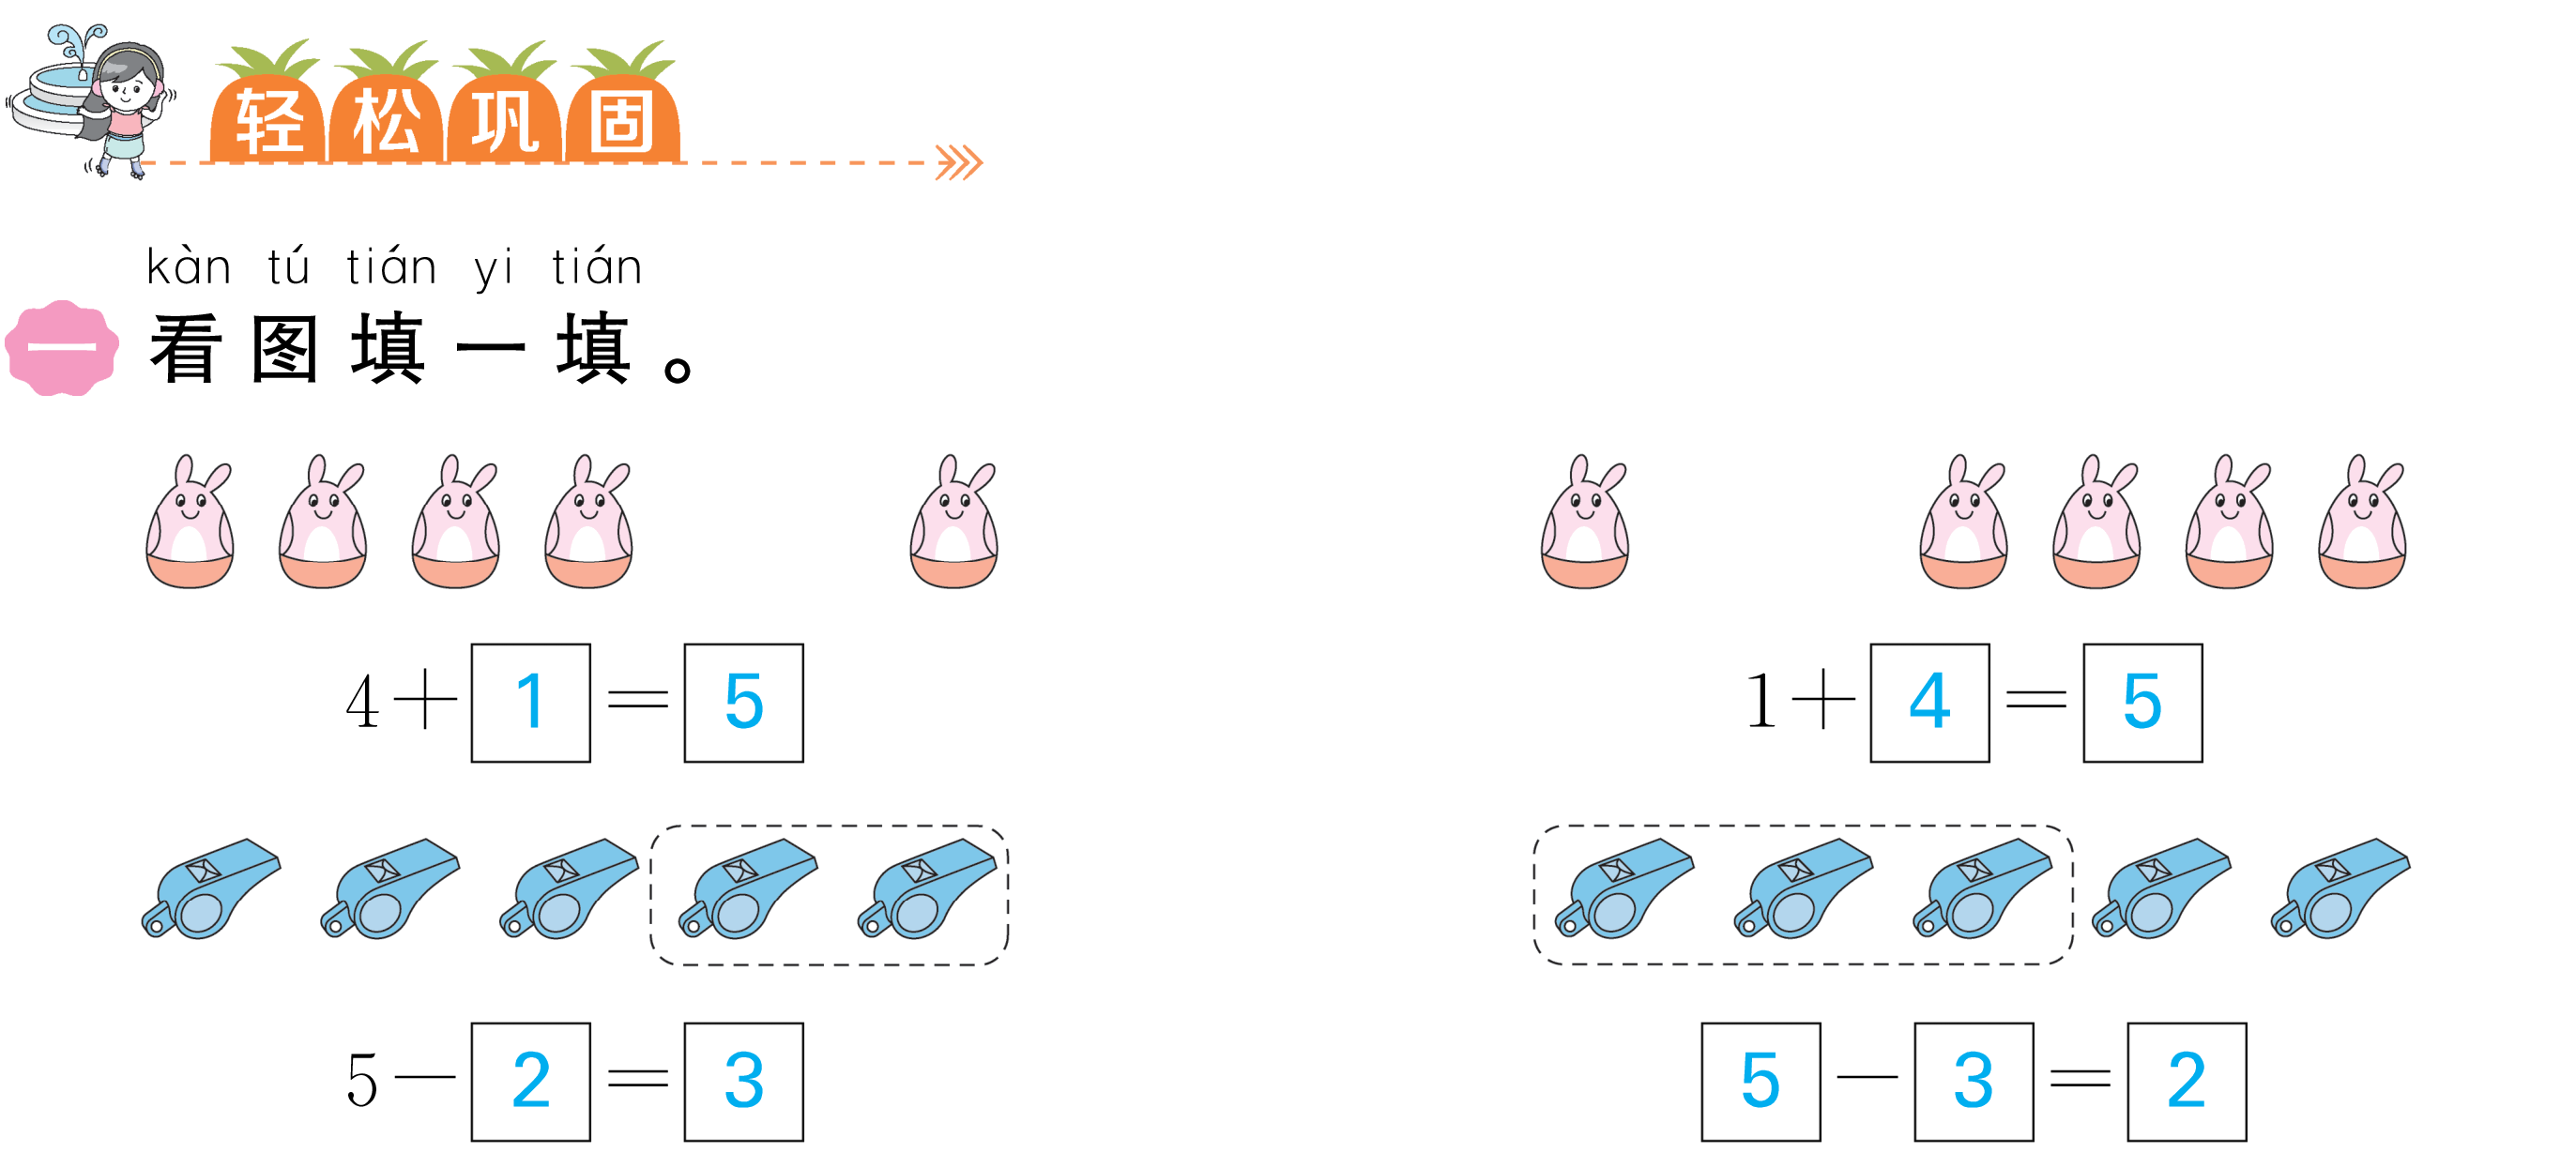 轻松巩固
kàn tú tián yi tián
一 看图填一填。
4+1=5
1+4=5
5-2=3
5-3=2